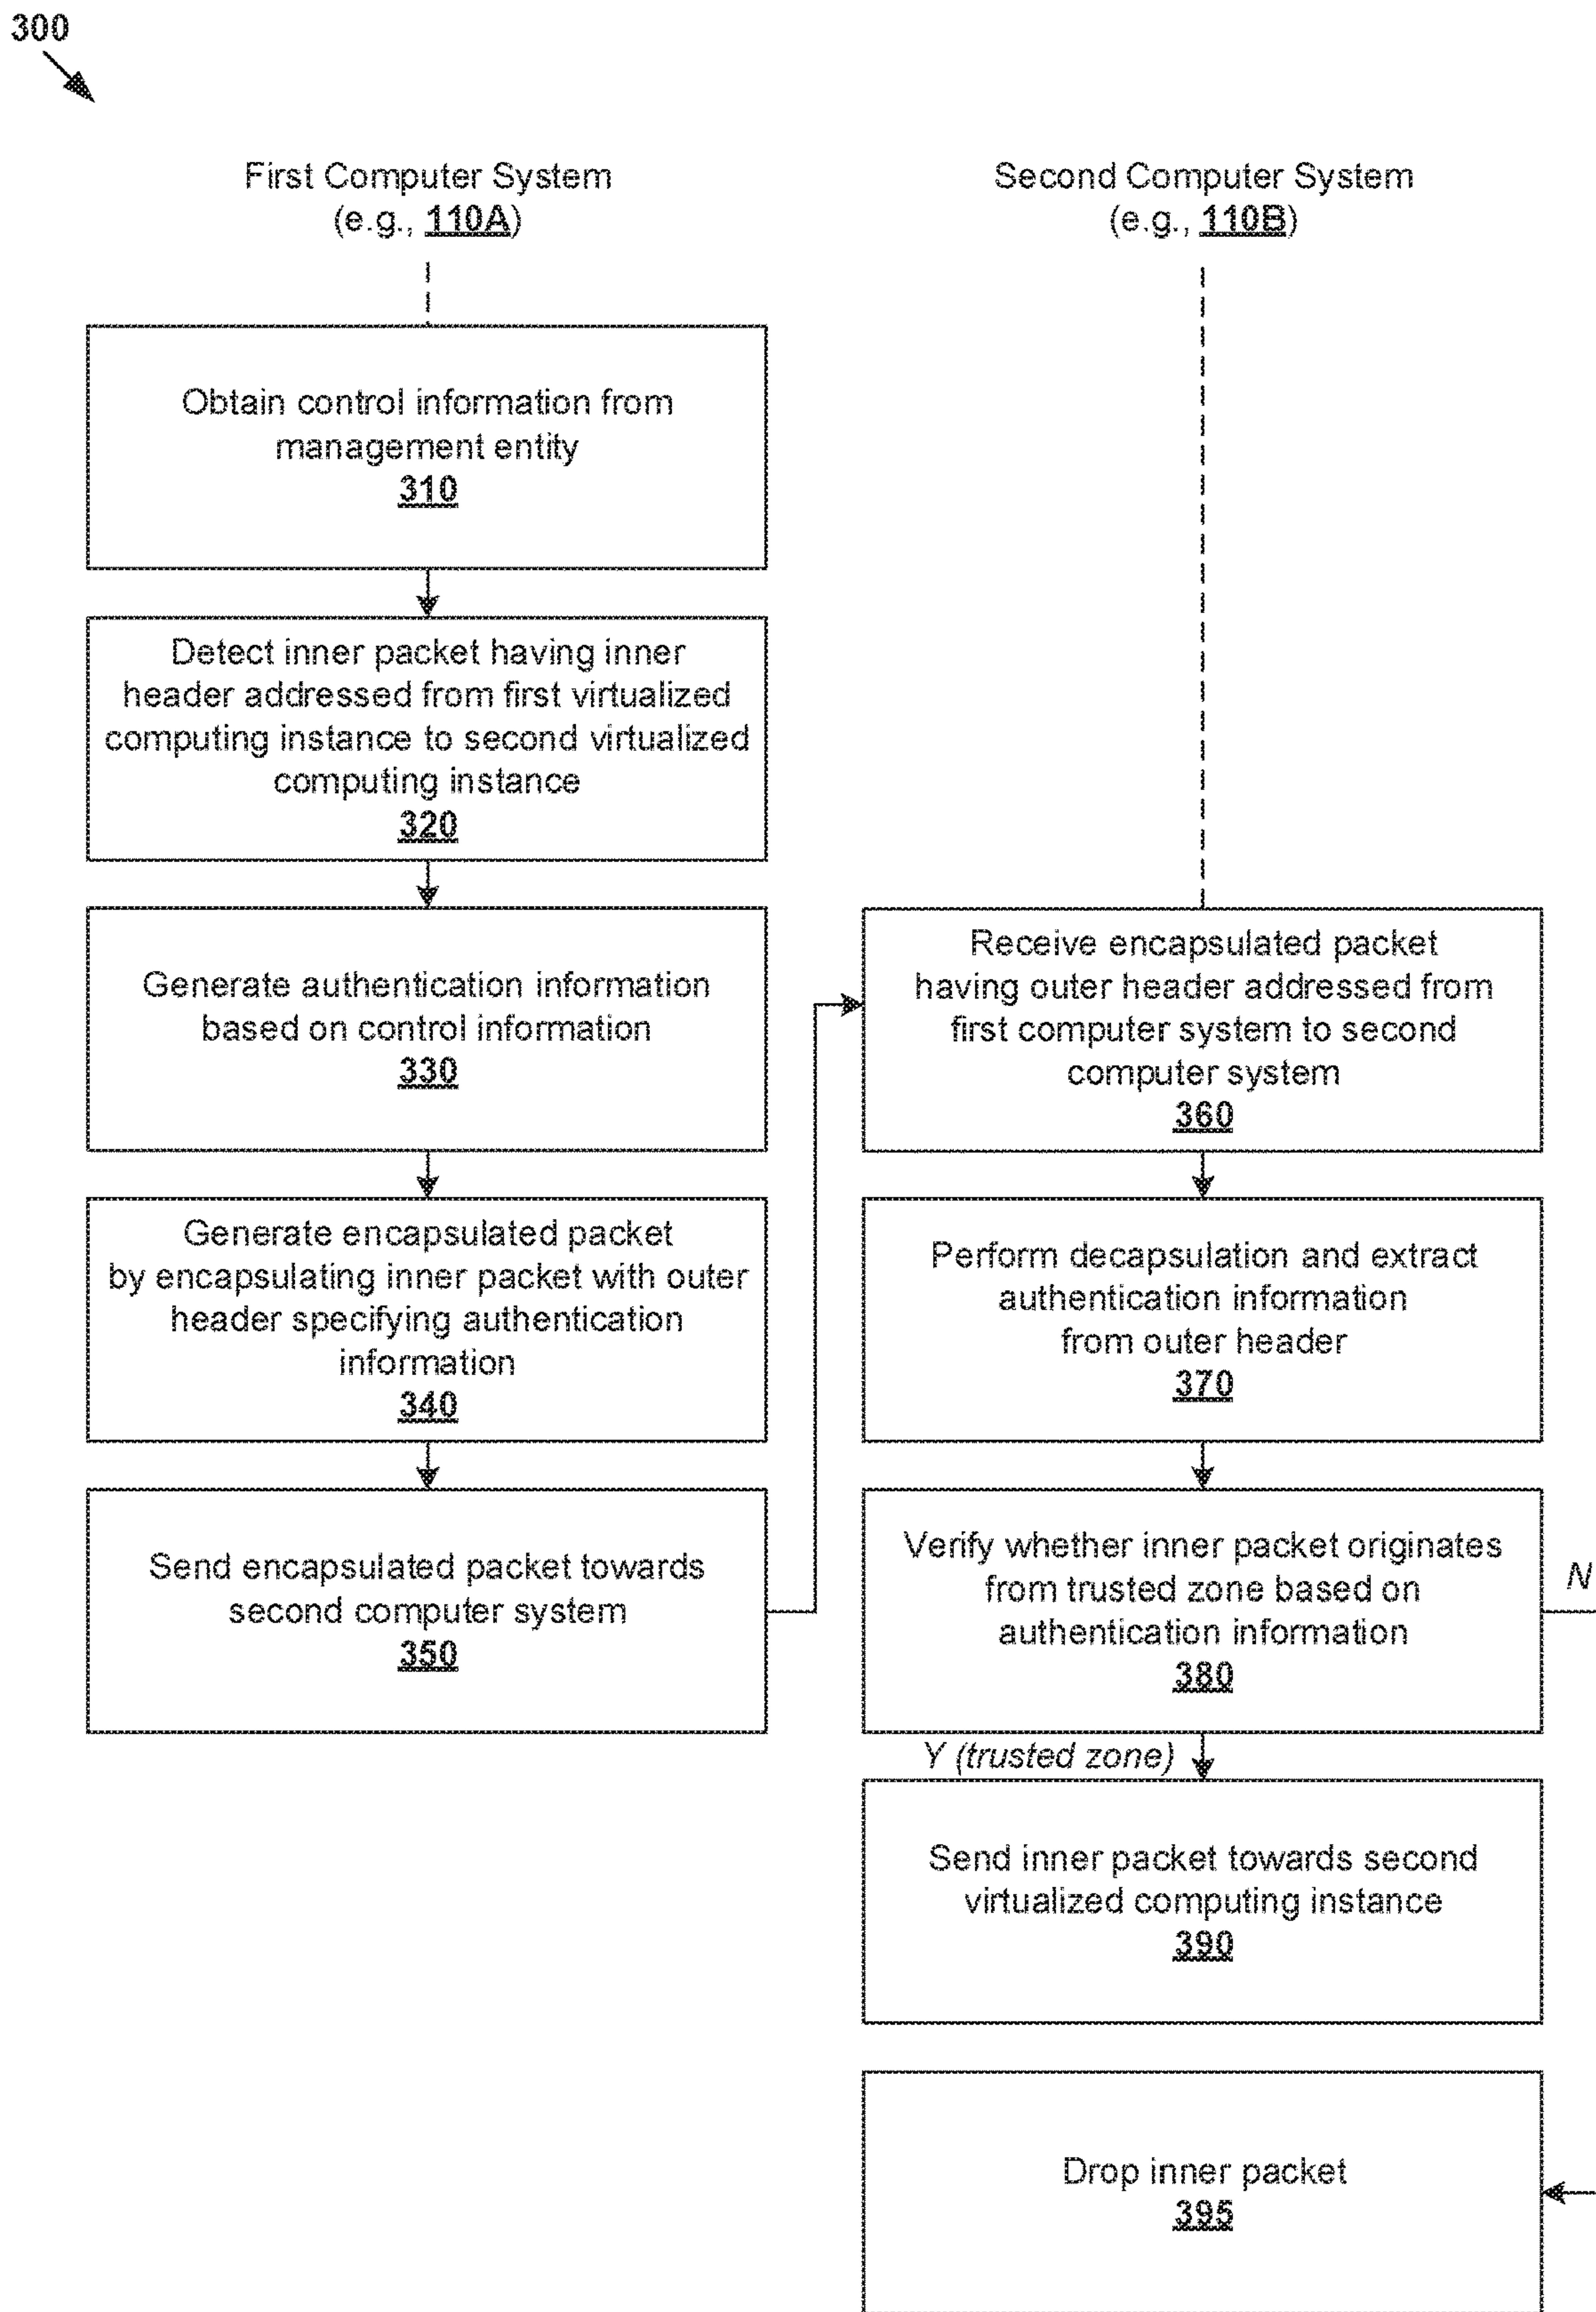 300
First Computer System
(e.g., 110A)
Second Computer System
(e.g., 110B)
Obtain control information from
management entity
310
Detect inner packet having inner
header addressed from first virtualized
computing instance to second virtualized
computing instance
320
Generate authentication information
based on control information
330
Generate encapsulated packet
by encapsulating inner packet with outer
header specifying authentication
information
340
Send encapsulated packet towards
second computer system
350
Receive encapsulated packet
having outer header addressed from
first computer system to second
computer system
360
Perform decapsulation and extract
authentication information
from outer header
370
Verify whether inner packet originates
from trusted zone based on
authentication information
380
N
Y (trusted zone)
Send inner packet towards second
virtualized computing instance
390
Drop inner packet
395